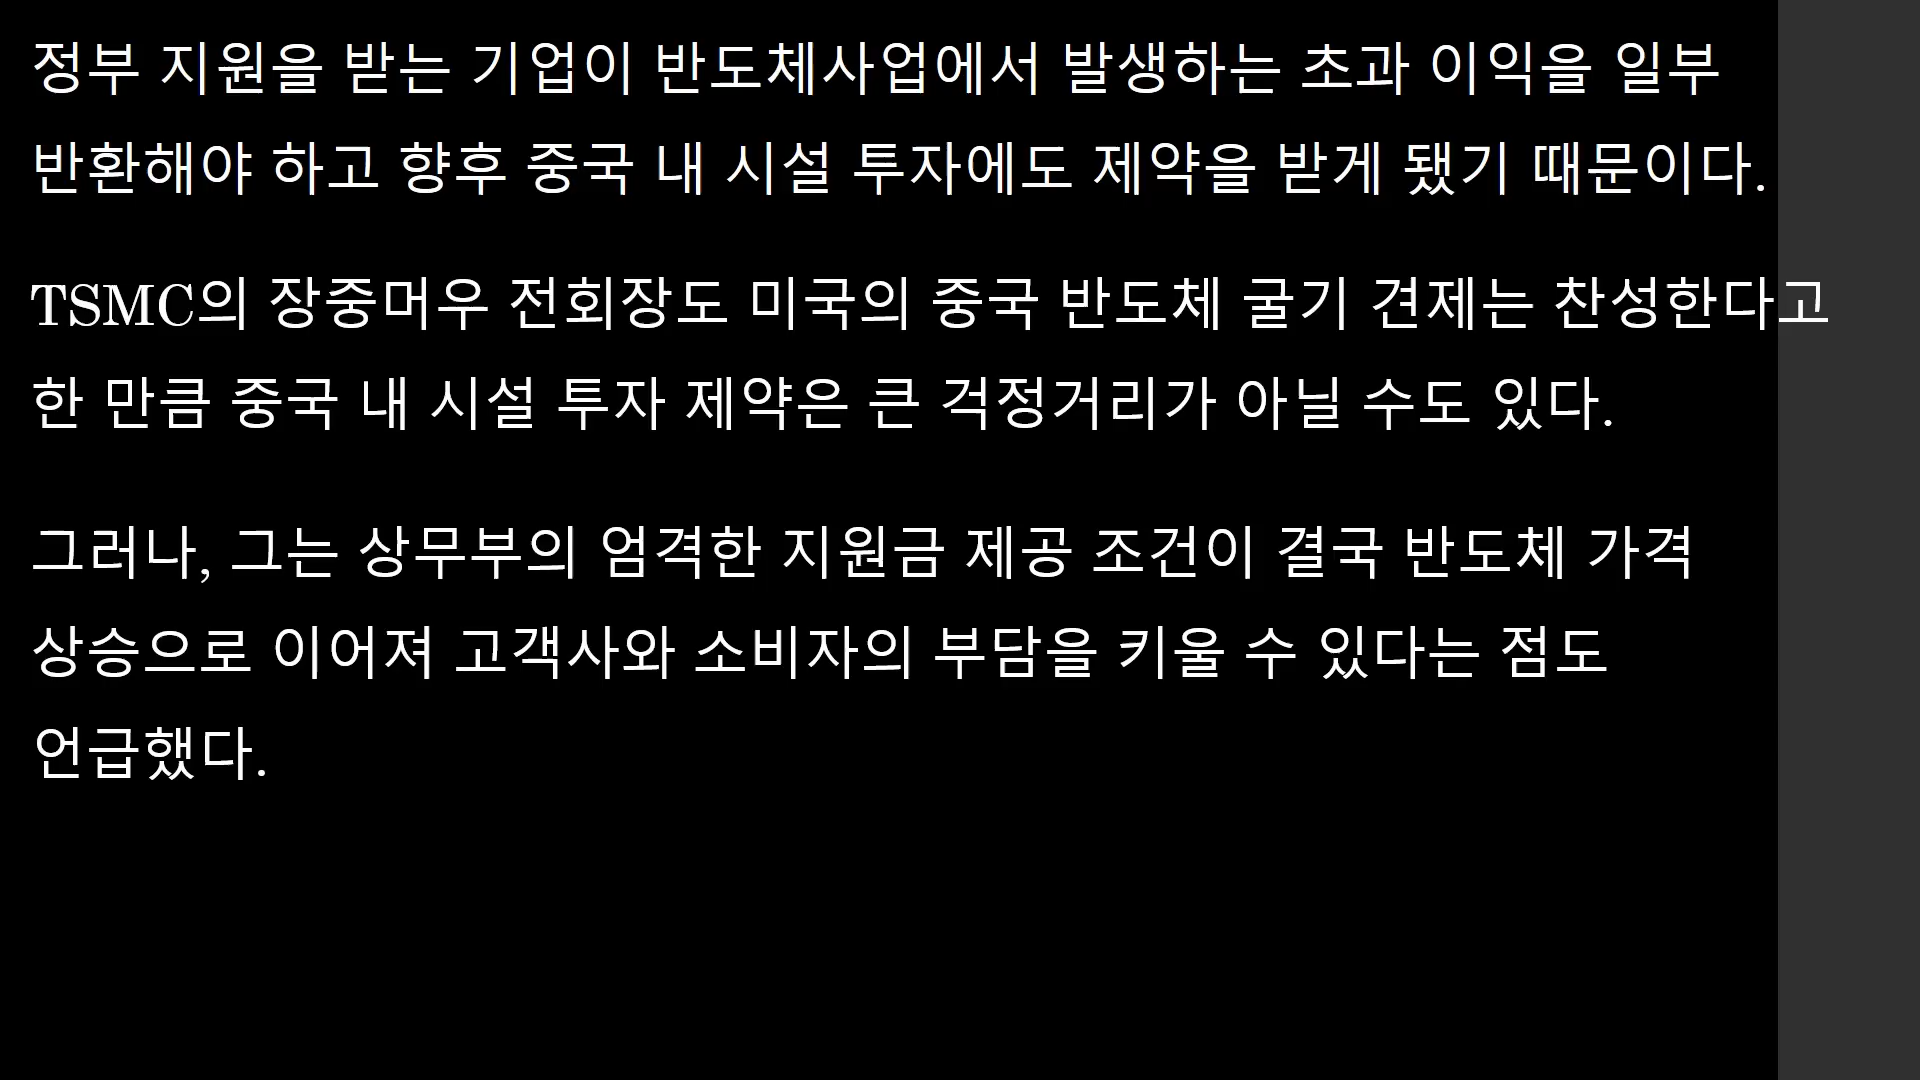 정부 지원을 받는 기업이 반도체사업에서 발생하는 초과 이익을 일부
반환해야 하고 향후 중국 내 시설 투자에도 제약을 받게 됐기 때문이다.
TSMC의 장중머우 전회장도 미국의 중국 반도체 굴기 견제는 찬성한다고
한 만큼 중국 내 시설 투자 제약은 큰 걱정거리가 아닐 수도 있다.
그러나, 그는 상무부의 엄격한 지원금 제공 조건이 결국 반도체 가격
상승으로 이어져 고객사와 소비자의 부담을 키울 수 있다는 점도
언급했다.